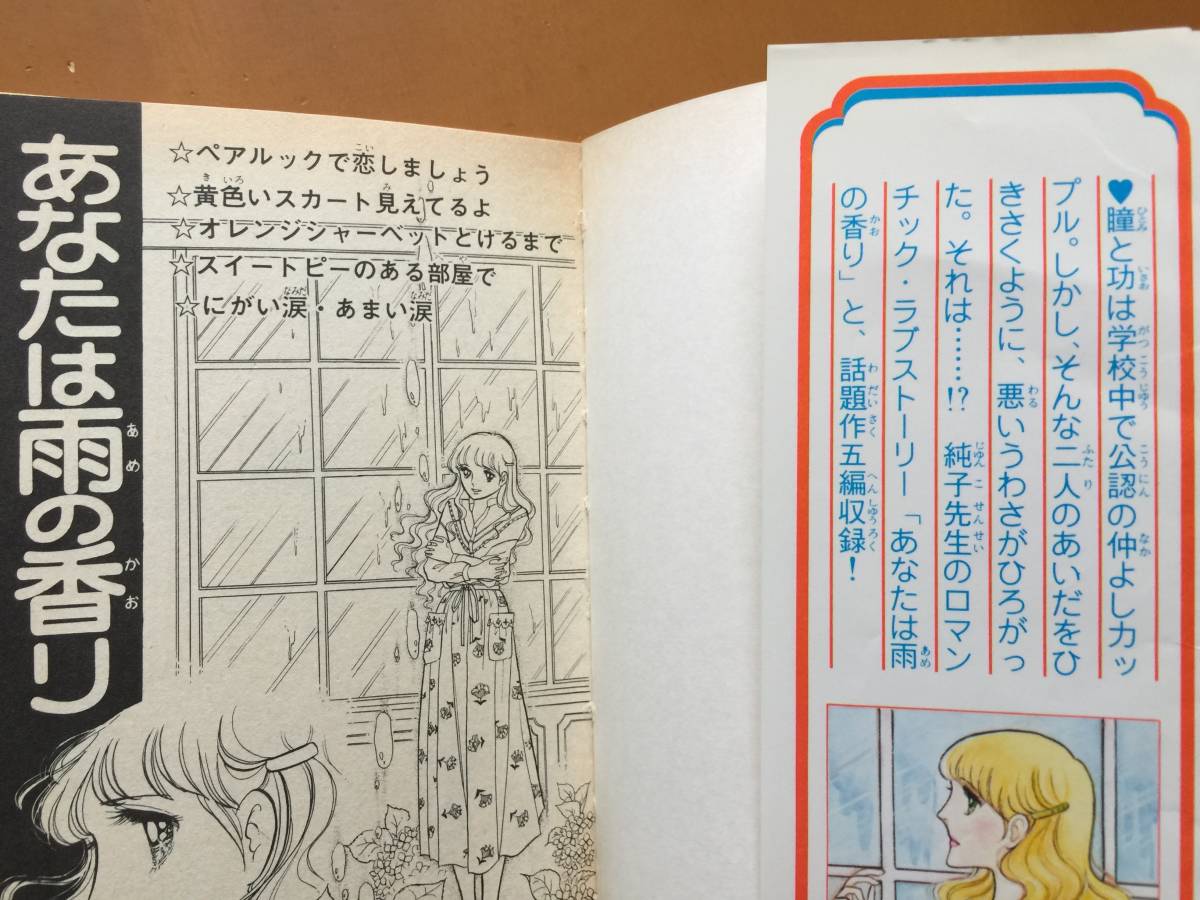 あなたは雨の香り
☆ペアルックで恋しましょう
☆黄色いスカート見えてるよ
☆オレンジシャーベットとけるまで
☆スイートピーのある部屋で
☆にがい涙・あまい涙
♥瞳と功は学校中で公認の仲よしカッ
プル。しかし、そんな二人のあいだをひ
きさくように、悪いうわさがひろがっ
た。それは……!? 純子先生のロマン
チック・ラブストーリー「あなたは雨
の香り」と、話題作五編収録!